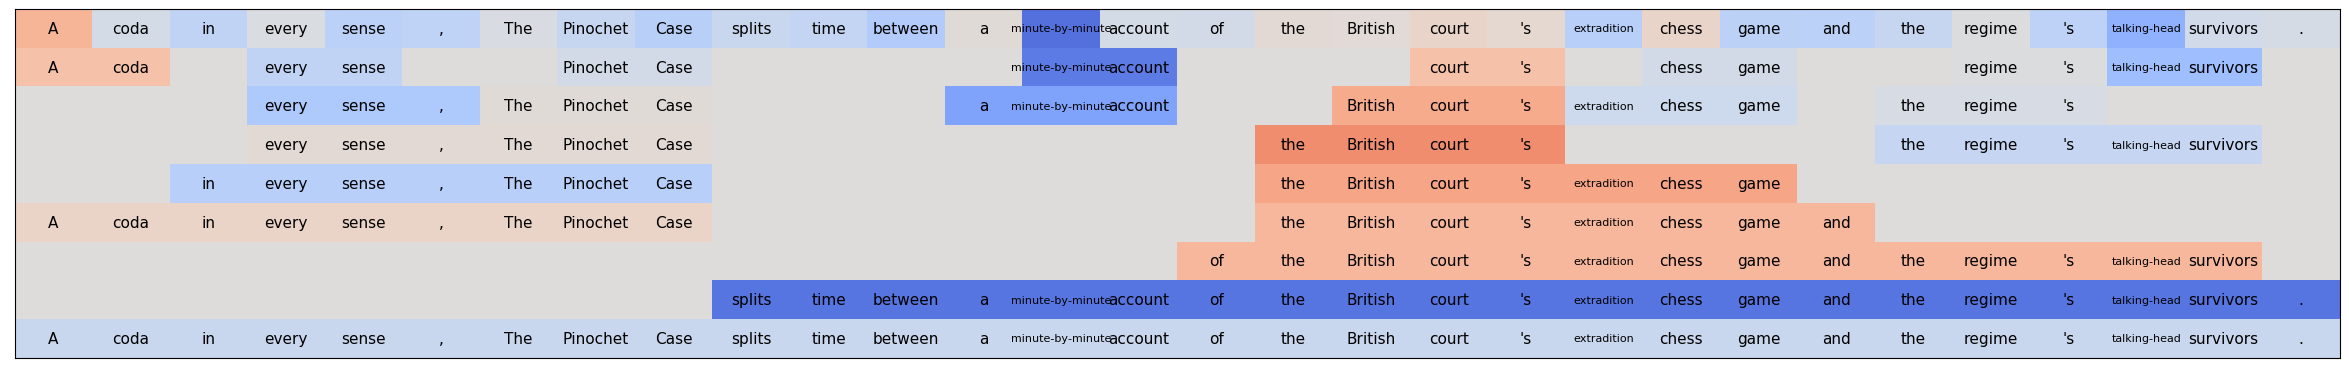 A coda in every sense , The Pinochet Case splits time between a minute-by-minute account of the British court 's extradition chess game and the regime 's talking-head survivors .
A coda every sense Pinochet Case minute-by-minute account court 's chess game regime 's talking-head survivors
every sense , The Pinochet Case a minute-by-minute account British court 's extradition chess game the regime 's
every sense , The Pinochet Case the British court 's the regime 's talking-head survivors
in every sense , The Pinochet Case the British court 's extradition chess game
A coda in every sense , The Pinochet Case the British court 's extradition chess game and
of the British court 's extradition chess game and the regime 's talking-head survivors
splits time between a minute-by-minute account of the British court 's extradition chess game and the regime 's talking-head survivors .
A coda in every sense , The Pinochet Case splits time between a minute-by-minute account of the British court 's extradition chess game and the regime 's talking-head survivors .